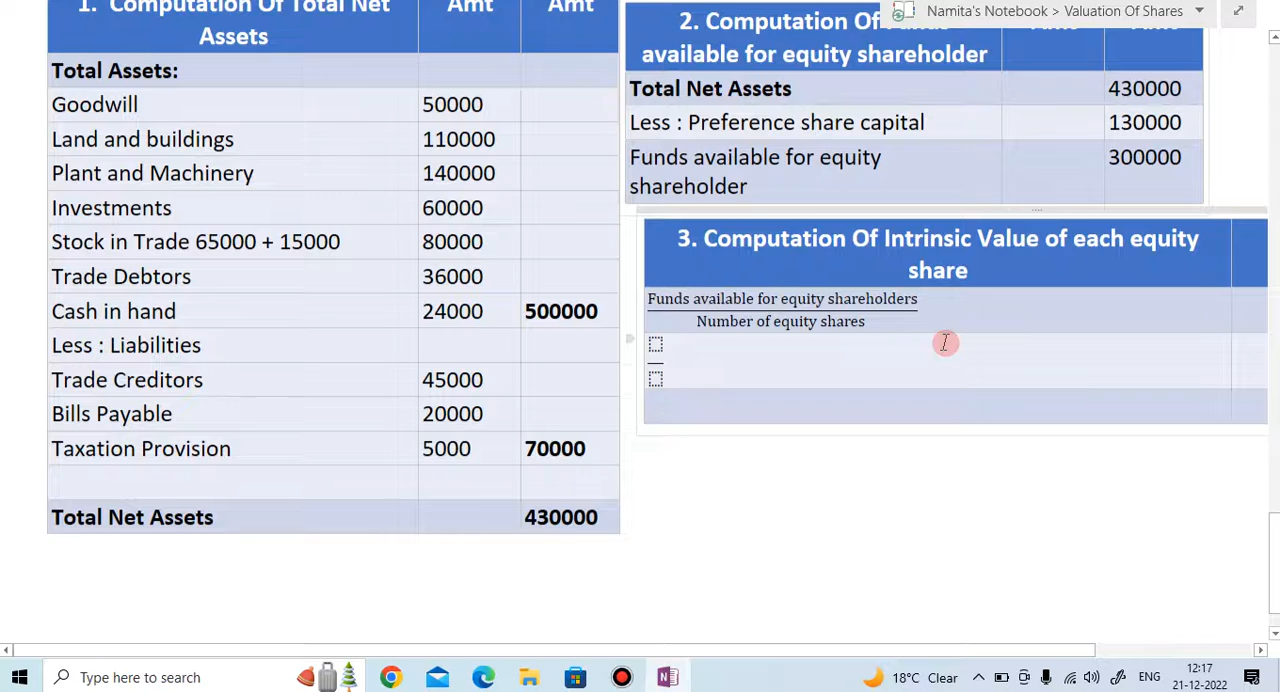 1. Computation Of Total Net Amt Amt
Assets
Total Assets:
Goodwill 50000
Land and buildings 110000
Plant and Machinery 140000
Investments 60000
Stock in Trade 65000 + 15000 80000
Trade Debtors 36000
Cash in hand 24000 500000
Less : Liabilities
Trade Creditors 45000
Bills Payable 20000
Taxation Provision 5000 70000
Total Net Assets 430000
Namita's Notebook > Valuation Of Shares
2. Computation Of
available for equity shareholder
Total Net Assets 430000
Less : Preference share capital 130000
Funds available for equity 300000
shareholder
3. Computation Of Intrinsic Value of each equity
share
Funds available for equity shareholders
Number of equity shares
Type here to search
18°C Clear ENG 12:17
21-12-2022